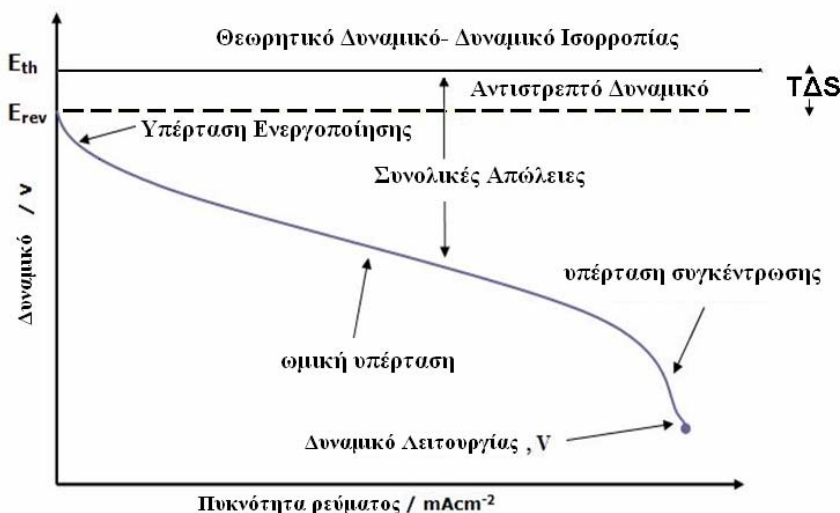 Θεωρητικό Δυναμικό- Δυναμικό Ισορροπίας
Eth
Αντιστρεπτό Δυναμικό
TΔS
Erev
Υπέρταση Ενεργοποίησης
Συνολικές Απώλειες
υπέρταση συγκέντρωσης
Δυναμικό / v
ωμική υπέρταση
Δυναμικό Λειτουργίας , V
Πυκνότητα ρεύματος / mAcm-2